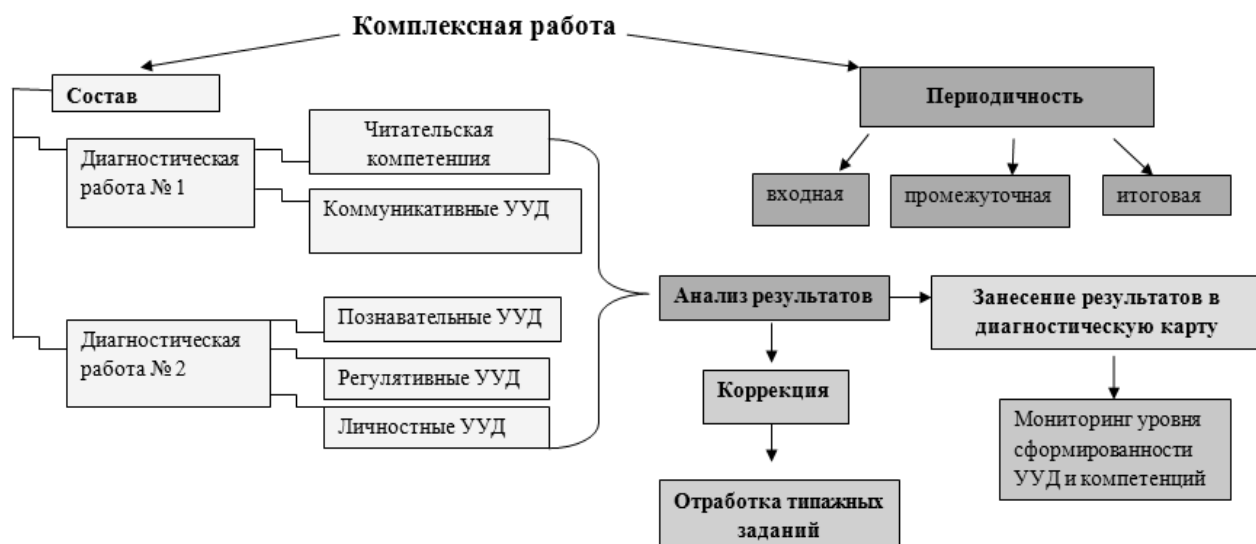 Комплексная работа
Состав
Периодичность
Диагностическая
работа № 1
Читательская
компетенция
Коммуникативные УУД
входная
промежуточная
итоговая
Диагностическая
работа № 2
Познавательные УУД
Регулятивные УУД
Личностные УУД
Анализ результатов
Занесение результатов в
диагностическую карту
Коррекция
Мониторинг уровня
сформированности
УУД и компетенций
Отработка типажных
заданий